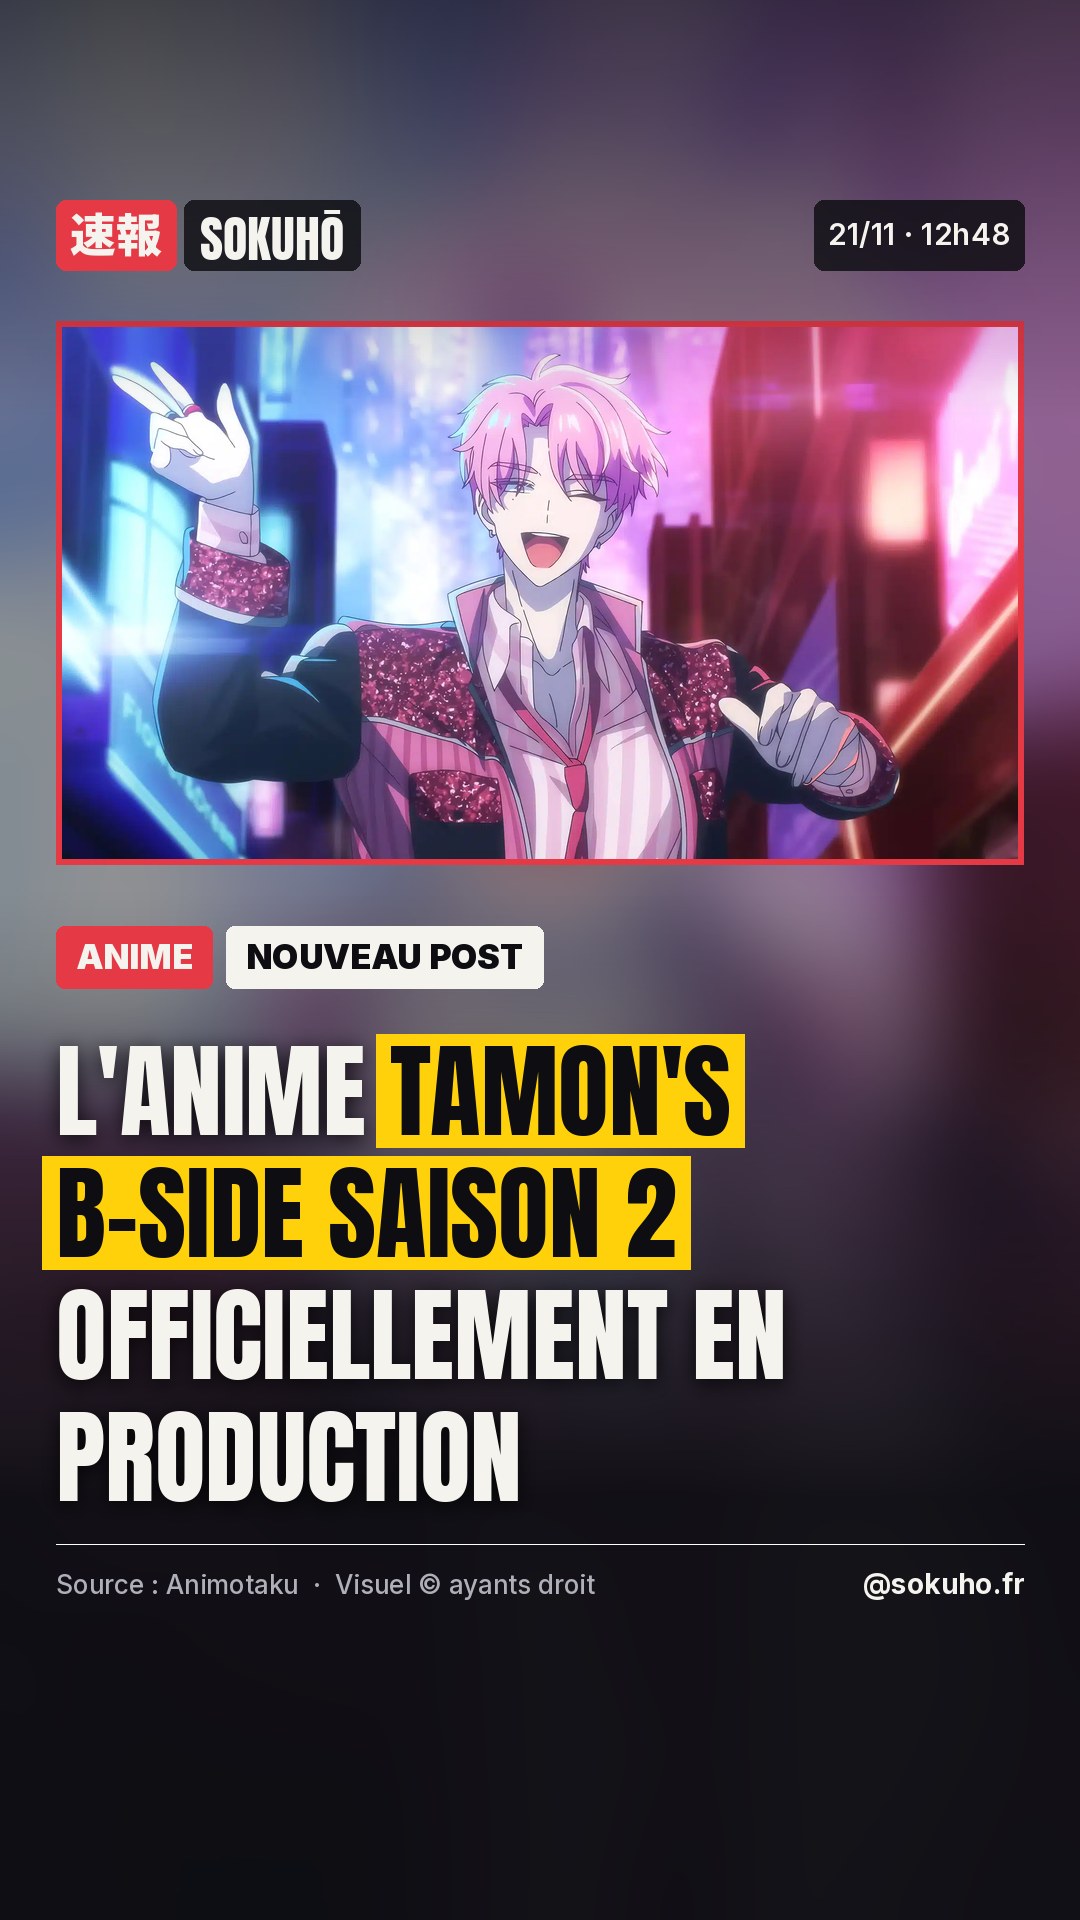 速報 SOKUHŌ
21/11 · 12h48
ANIME
NOUVEAU POST
L'ANIME TAMON'S
B-SIDE SAISON 2
OFFICIELLEMENT EN
PRODUCTION
Source : Animotaku · Visuel © ayants droit
@sokuho.fr